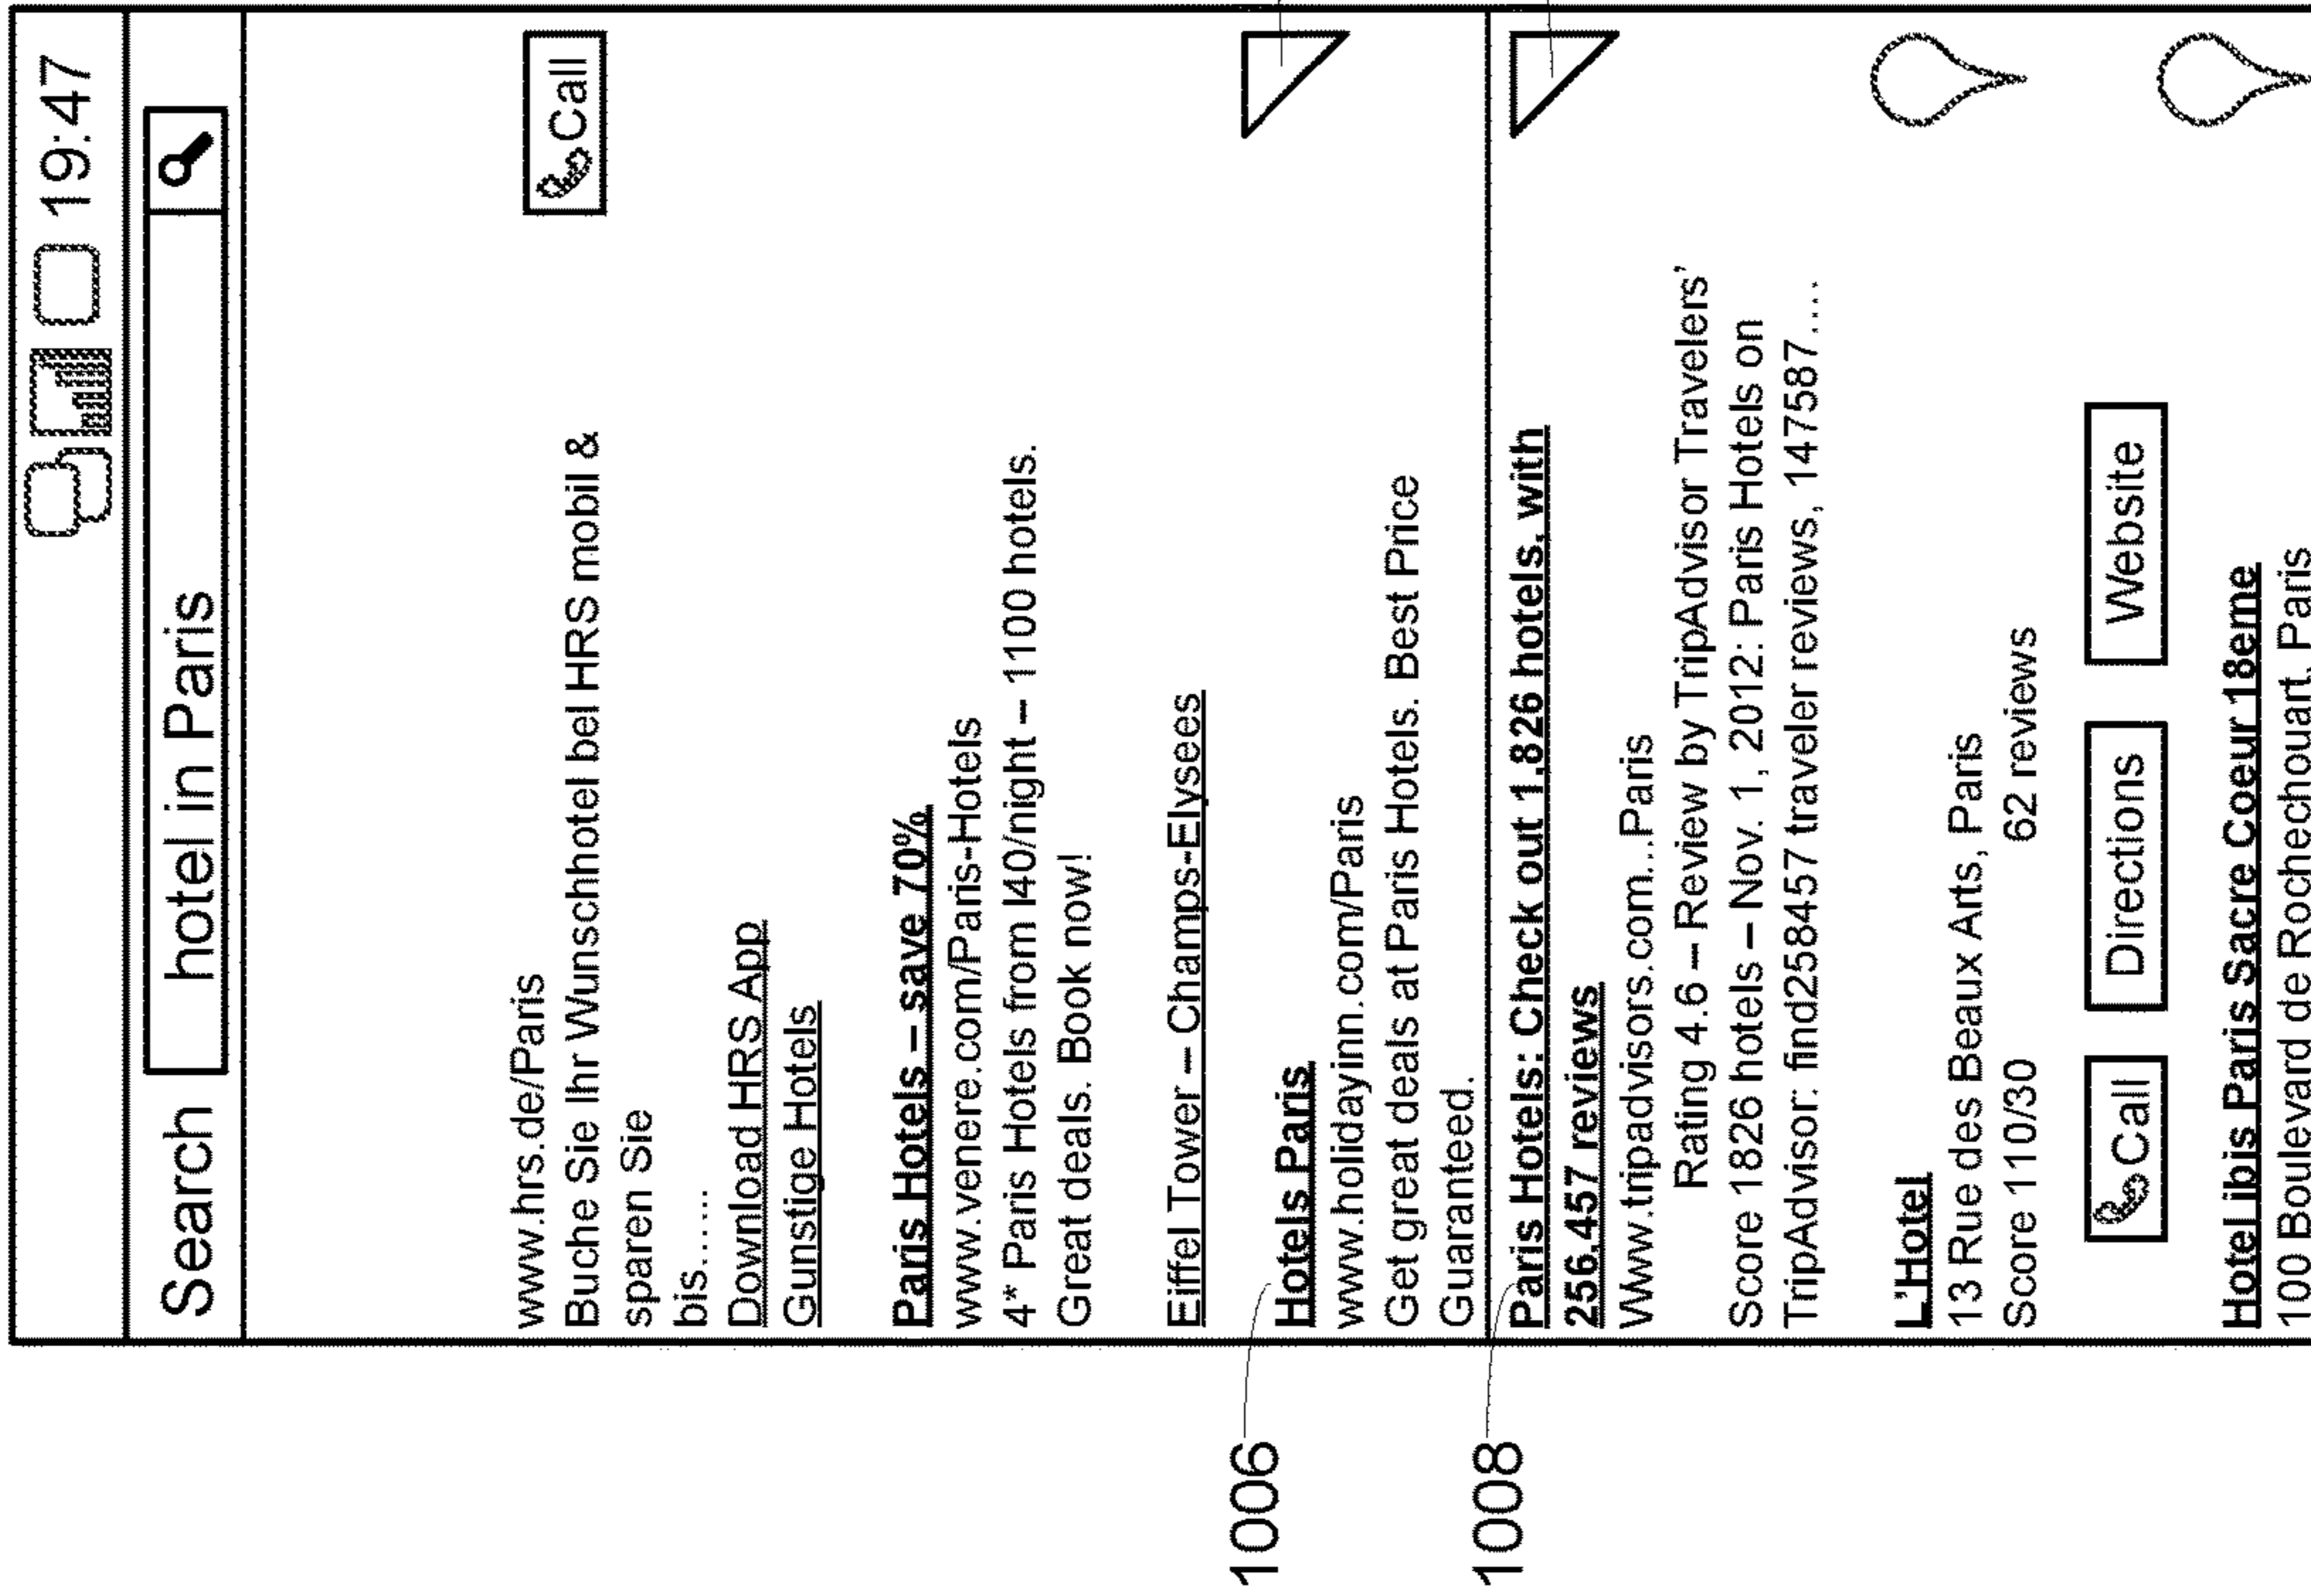 19:47
Search hotel in Paris
www.hrs.de/Paris
Buche Sie Ihr Wunschhotel bel HRS mobil &
Call
sparen Sie
bis......
Download HRS App
Gunstige Hotels
Paris Hotels – save 70%
www.venere.com/Paris-Hotels
4* Paris Hotels from I40/night – 1100 hotels.
Great deals. Book now!
Eiffel Tower – Champs-Elysees
1006
Hotels Paris
www.holidayinn.com/Paris
Get great deals at Paris Hotels. Best Price
Guaranteed.
1008
Paris Hotels: Check out 1,826 hotels, with
256,457 reviews
Www.tripadvisors.com...Paris
Rating 4.6 – Review by TripAdvisor Travelers'
Score 1826 hotels – Nov. 1, 2012: Paris Hotels on
TripAdvisor: find258457 traveler reviews, 147587....
L'Hotel
13 Rue des Beaux Arts, Paris
Score 110/30 62 reviews
Call Directions Website
Hotel ibis Paris Sacre Coeur 18eme
100 Boulevard de Rochechouart, Paris